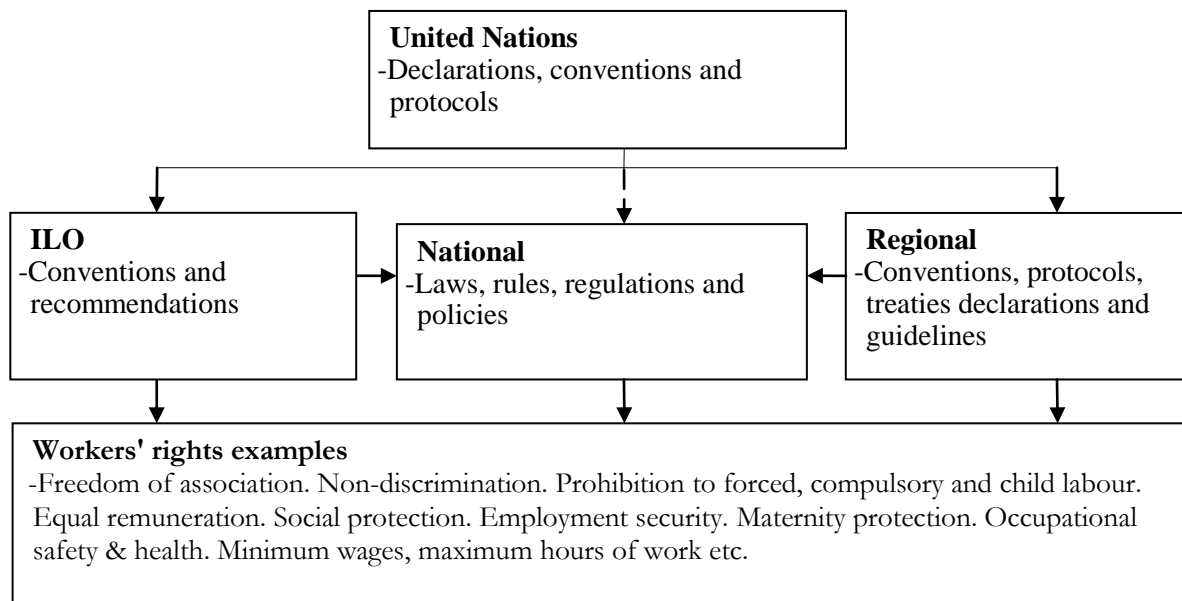 United Nations
-Declarations, conventions and
protocols
ILO
-Conventions and
recommendations
National
-Laws, rules, regulations and
policies
Regional
-Conventions, protocols,
treaties declarations and
guidelines
Workers' rights examples
-Freedom of association. Non-discrimination. Prohibition to forced, compulsory and child labour.
Equal remuneration. Social protection. Employment security. Maternity protection. Occupational
safety & health. Minimum wages, maximum hours of work etc.